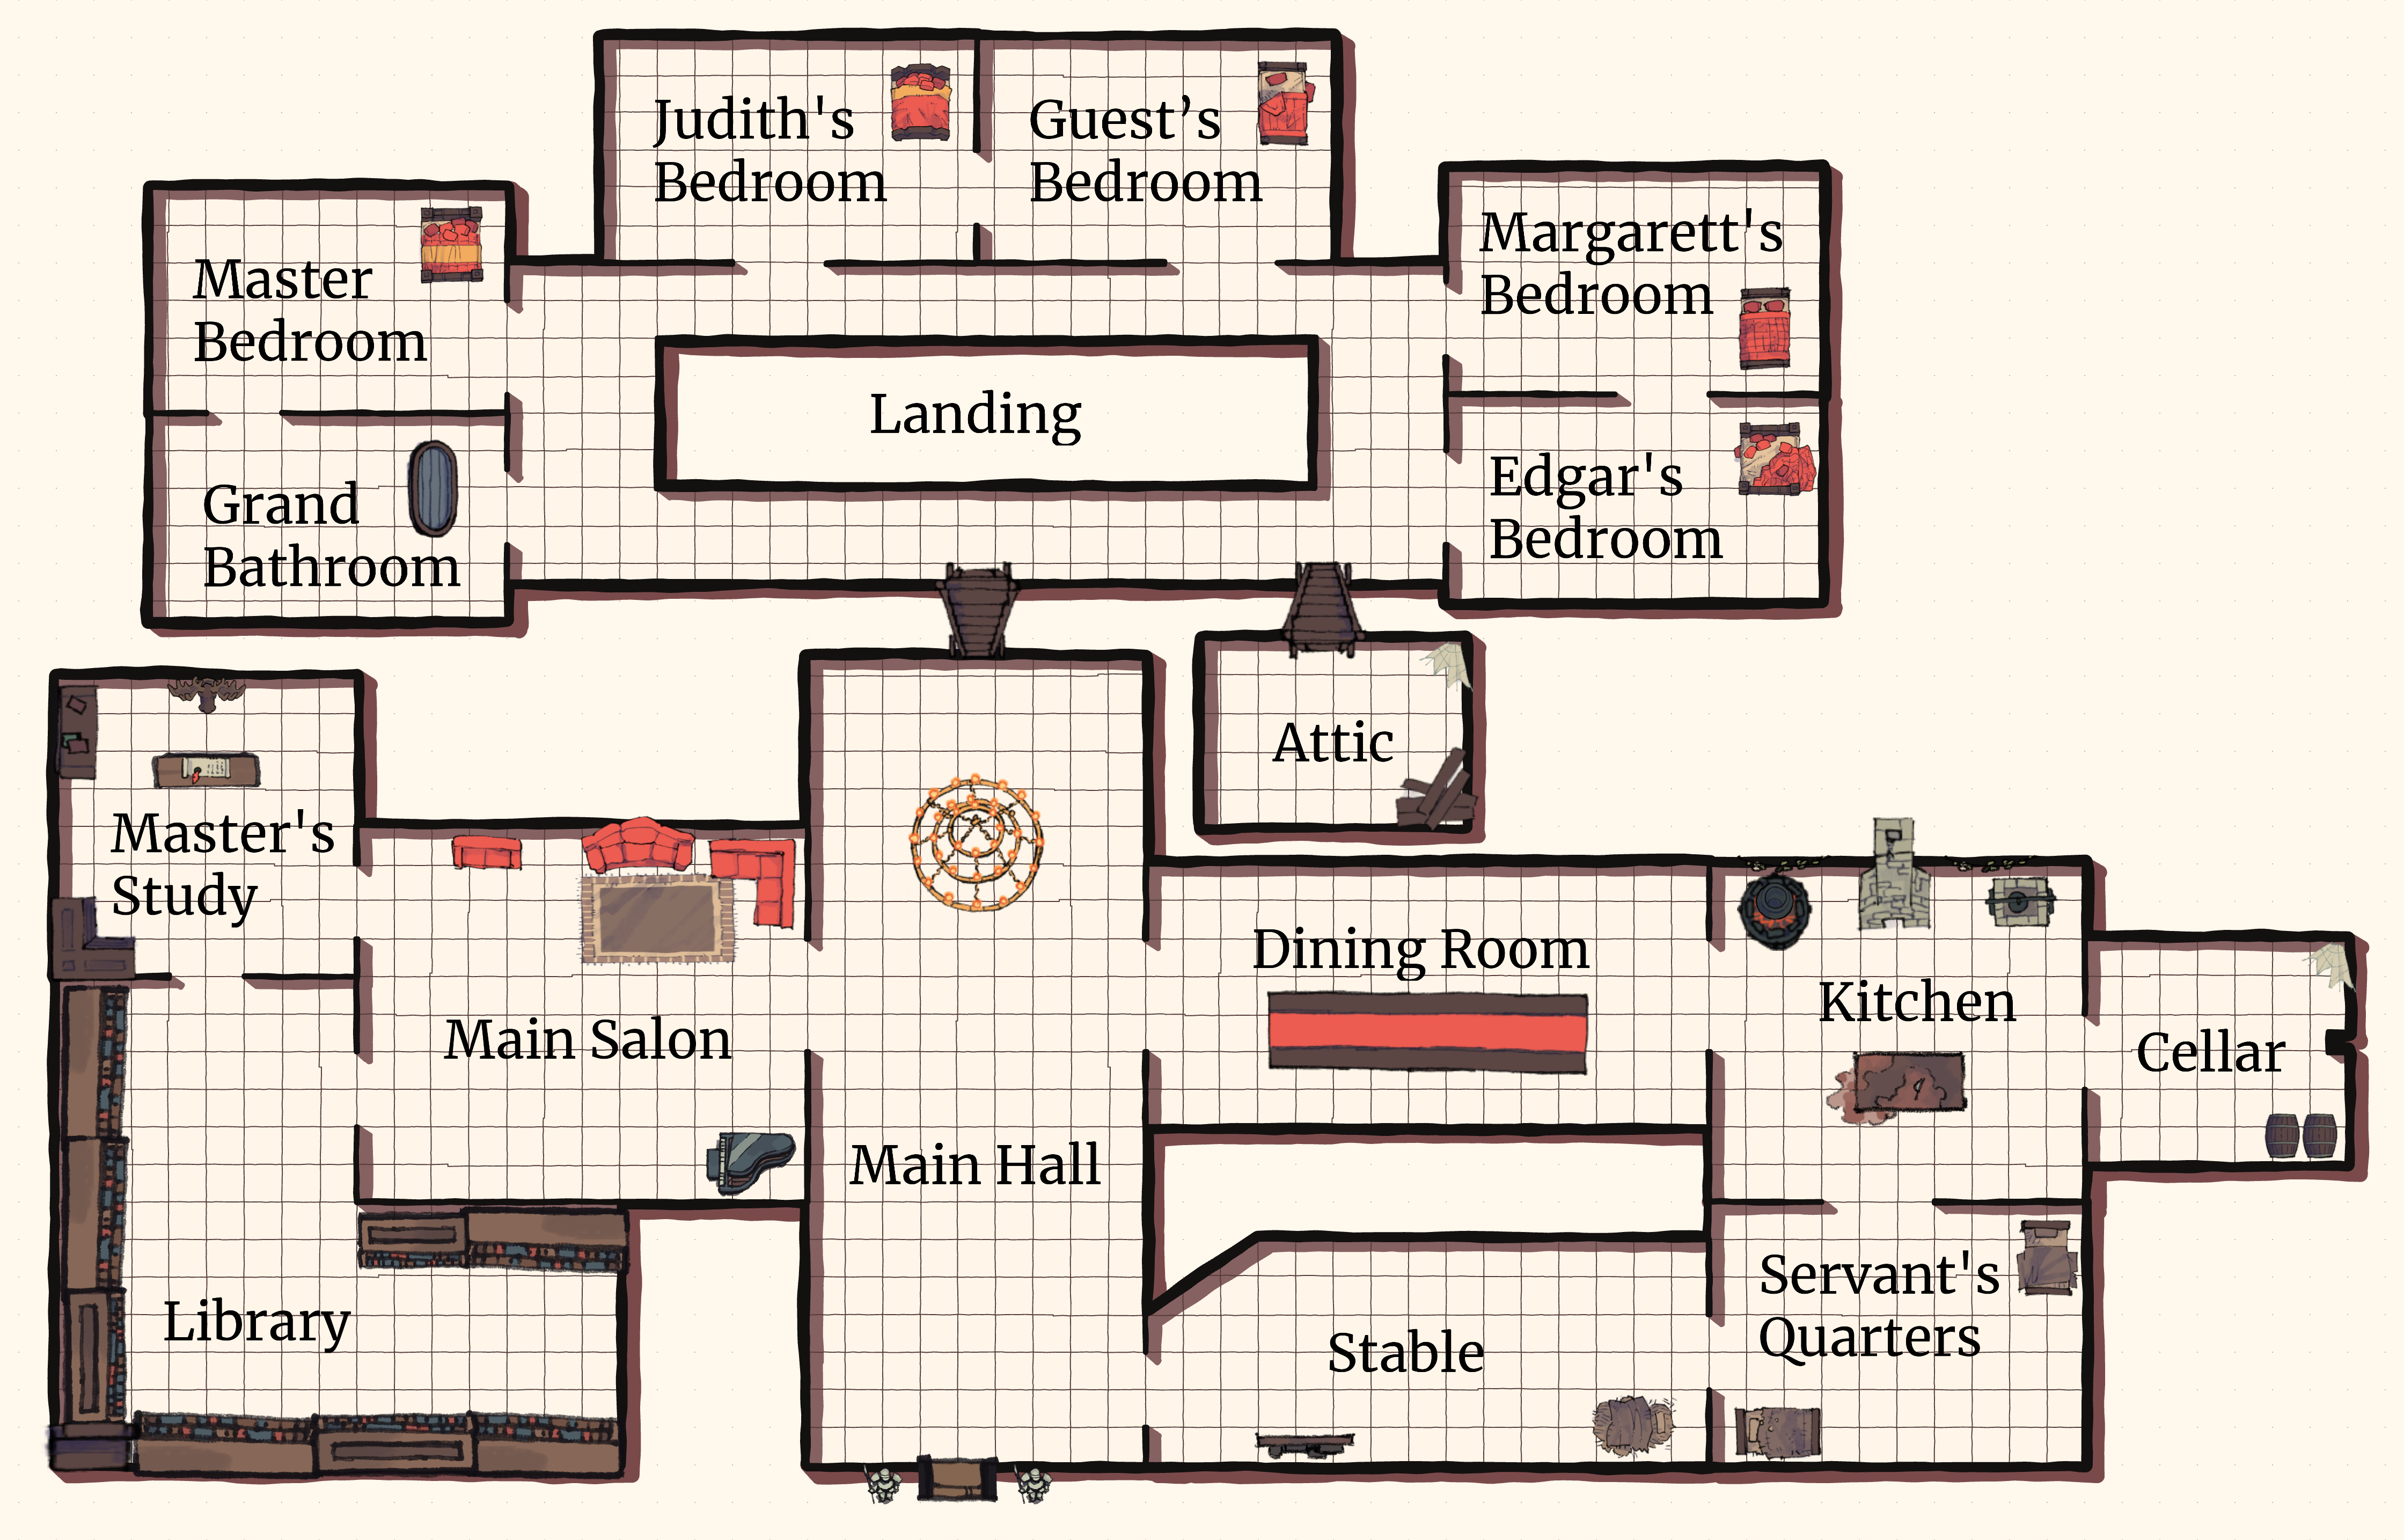 Judith's
Bedroom
Guest’s
Bedroom
Margarett's
Bedroom
Master
Bedroom
Landing
Edgar's
Bedroom
Grand
Bathroom
Attic
Master's
Study
Dining Room
Kitchen
Main Salon
Cellar
Main Hall
Servant's
Quarters
Library
Stable